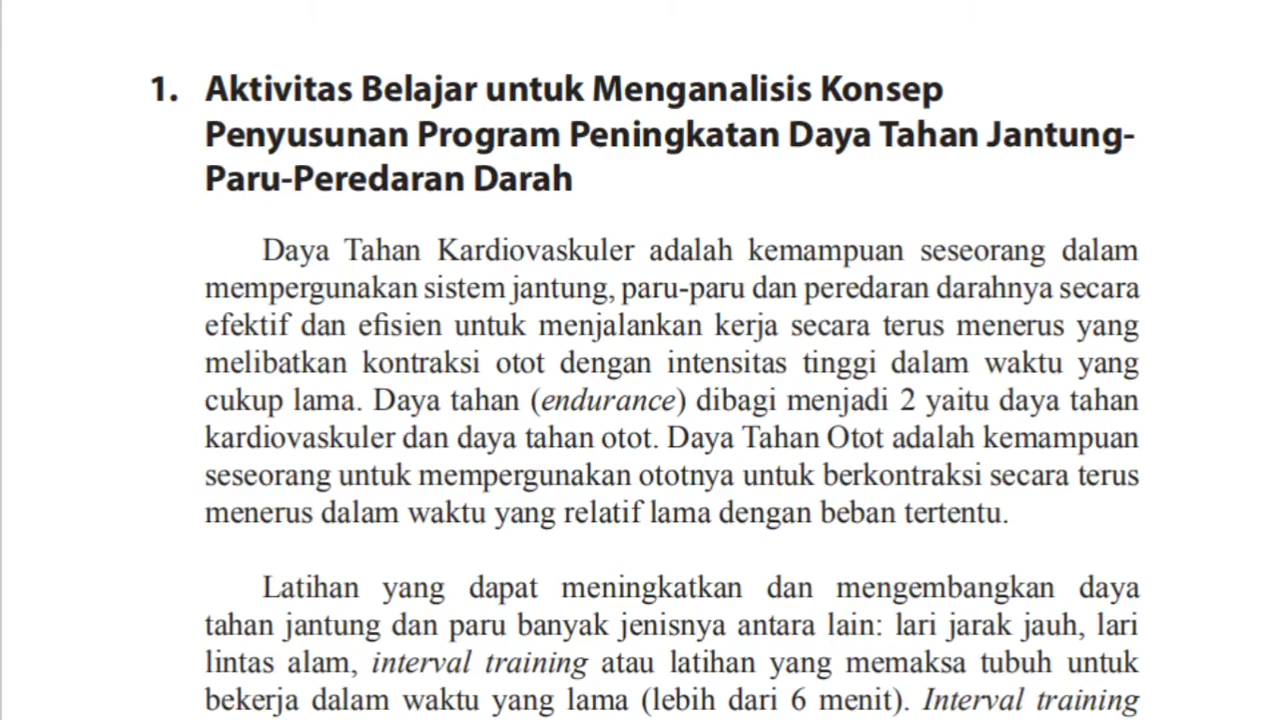 1. Aktivitas Belajar untuk Menganalisis Konsep
Penyusunan Program Peningkatan Daya Tahan Jantung-
Paru-Peredaran Darah
Daya Tahan Kardiovaskuler adalah kemampuan seseorang dalam
mempergunakan sistem jantung, paru-paru dan peredaran darahnya secara
efektif dan efisien untuk menjalankan kerja secara terus menerus yang
melibatkan kontraksi otot dengan intensitas tinggi dalam waktu yang
cukup lama. Daya tahan (endurance) dibagi menjadi 2 yaitu daya tahan
kardiovaskuler dan daya tahan otot. Daya Tahan Otot adalah kemampuan
seseorang untuk mempergunakan ototnya untuk berkontraksi secara terus
menerus dalam waktu yang relatif lama dengan beban tertentu.
Latihan yang dapat meningkatkan dan mengembangkan daya
tahan jantung dan paru banyak jenisnya antara lain: lari jarak jauh, lari
lintas alam, interval training atau latihan yang memaksa tubuh untuk
bekerja dalam waktu yang lama (lebih dari 6 menit). Interval training